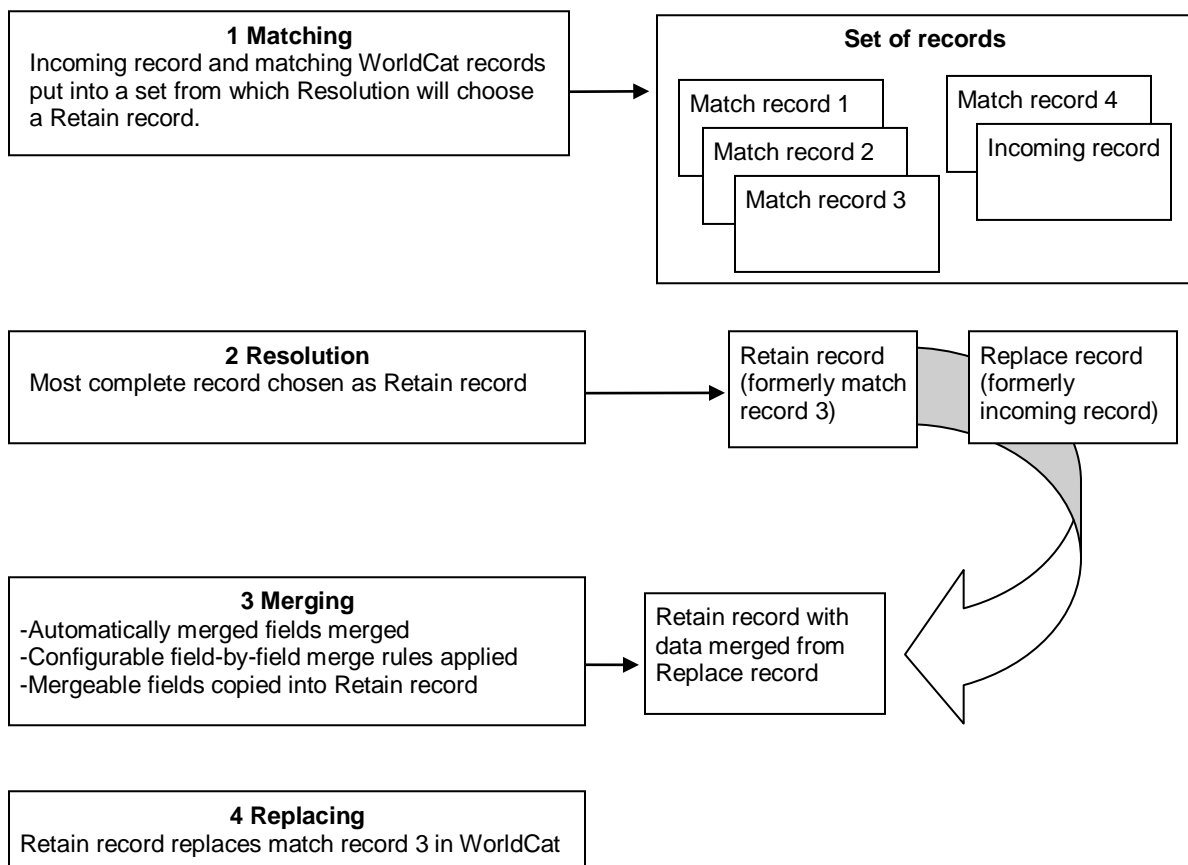 1 Matching
Incoming record and matching WorldCat records
put into a set from which Resolution will choose
a Retain record.
Set of records
Match record 1
Match record 2
Match record 3
Match record 4
Incoming record
2 Resolution
Most complete record chosen as Retain record
Retain record
(formerly match
record 3)
Replace record
(formerly
incoming record)
3 Merging
-Automatically merged fields merged
-Configurable field-by-field merge rules applied
-Mergeable fields copied into Retain record
Retain record with
data merged from
Replace record
4 Replacing
Retain record replaces match record 3 in WorldCat